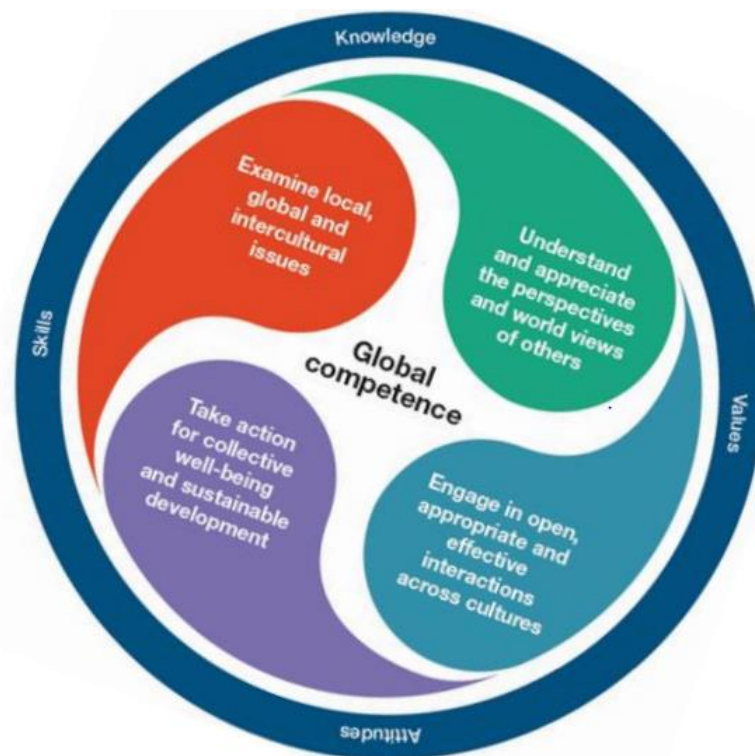 Knowledge
Examine local,
global and
intercultural
issues
Understand
and appreciate
the perspectives
and world views
of others
Skills
Global
competence
Values
Take action
for collective
well-being
and sustainable
development
Engage in open,
appropriate and
effective
interactions
across cultures
Attitudes